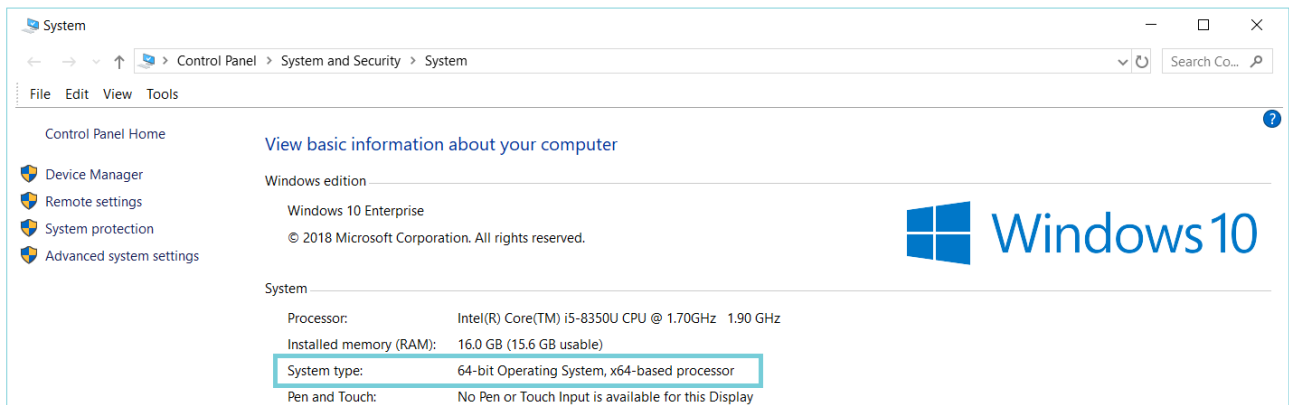 System
Control Panel > System and Security > System
Search Co...
File Edit View Tools
?
Control Panel Home
Device Manager
Remote settings
System protection
Advanced system settings
View basic information about your computer
Windows edition
Windows 10 Enterprise
© 2018 Microsoft Corporation. All rights reserved.
Windows 10
System
Processor: Intel(R) Core(TM) i5-8350U CPU @ 1.70GHz 1.90 GHz
Installed memory (RAM): 16.0 GB (15.6 GB usable)
System type: 64-bit Operating System, x64-based processor
Pen and Touch: No Pen or Touch Input is available for this Display